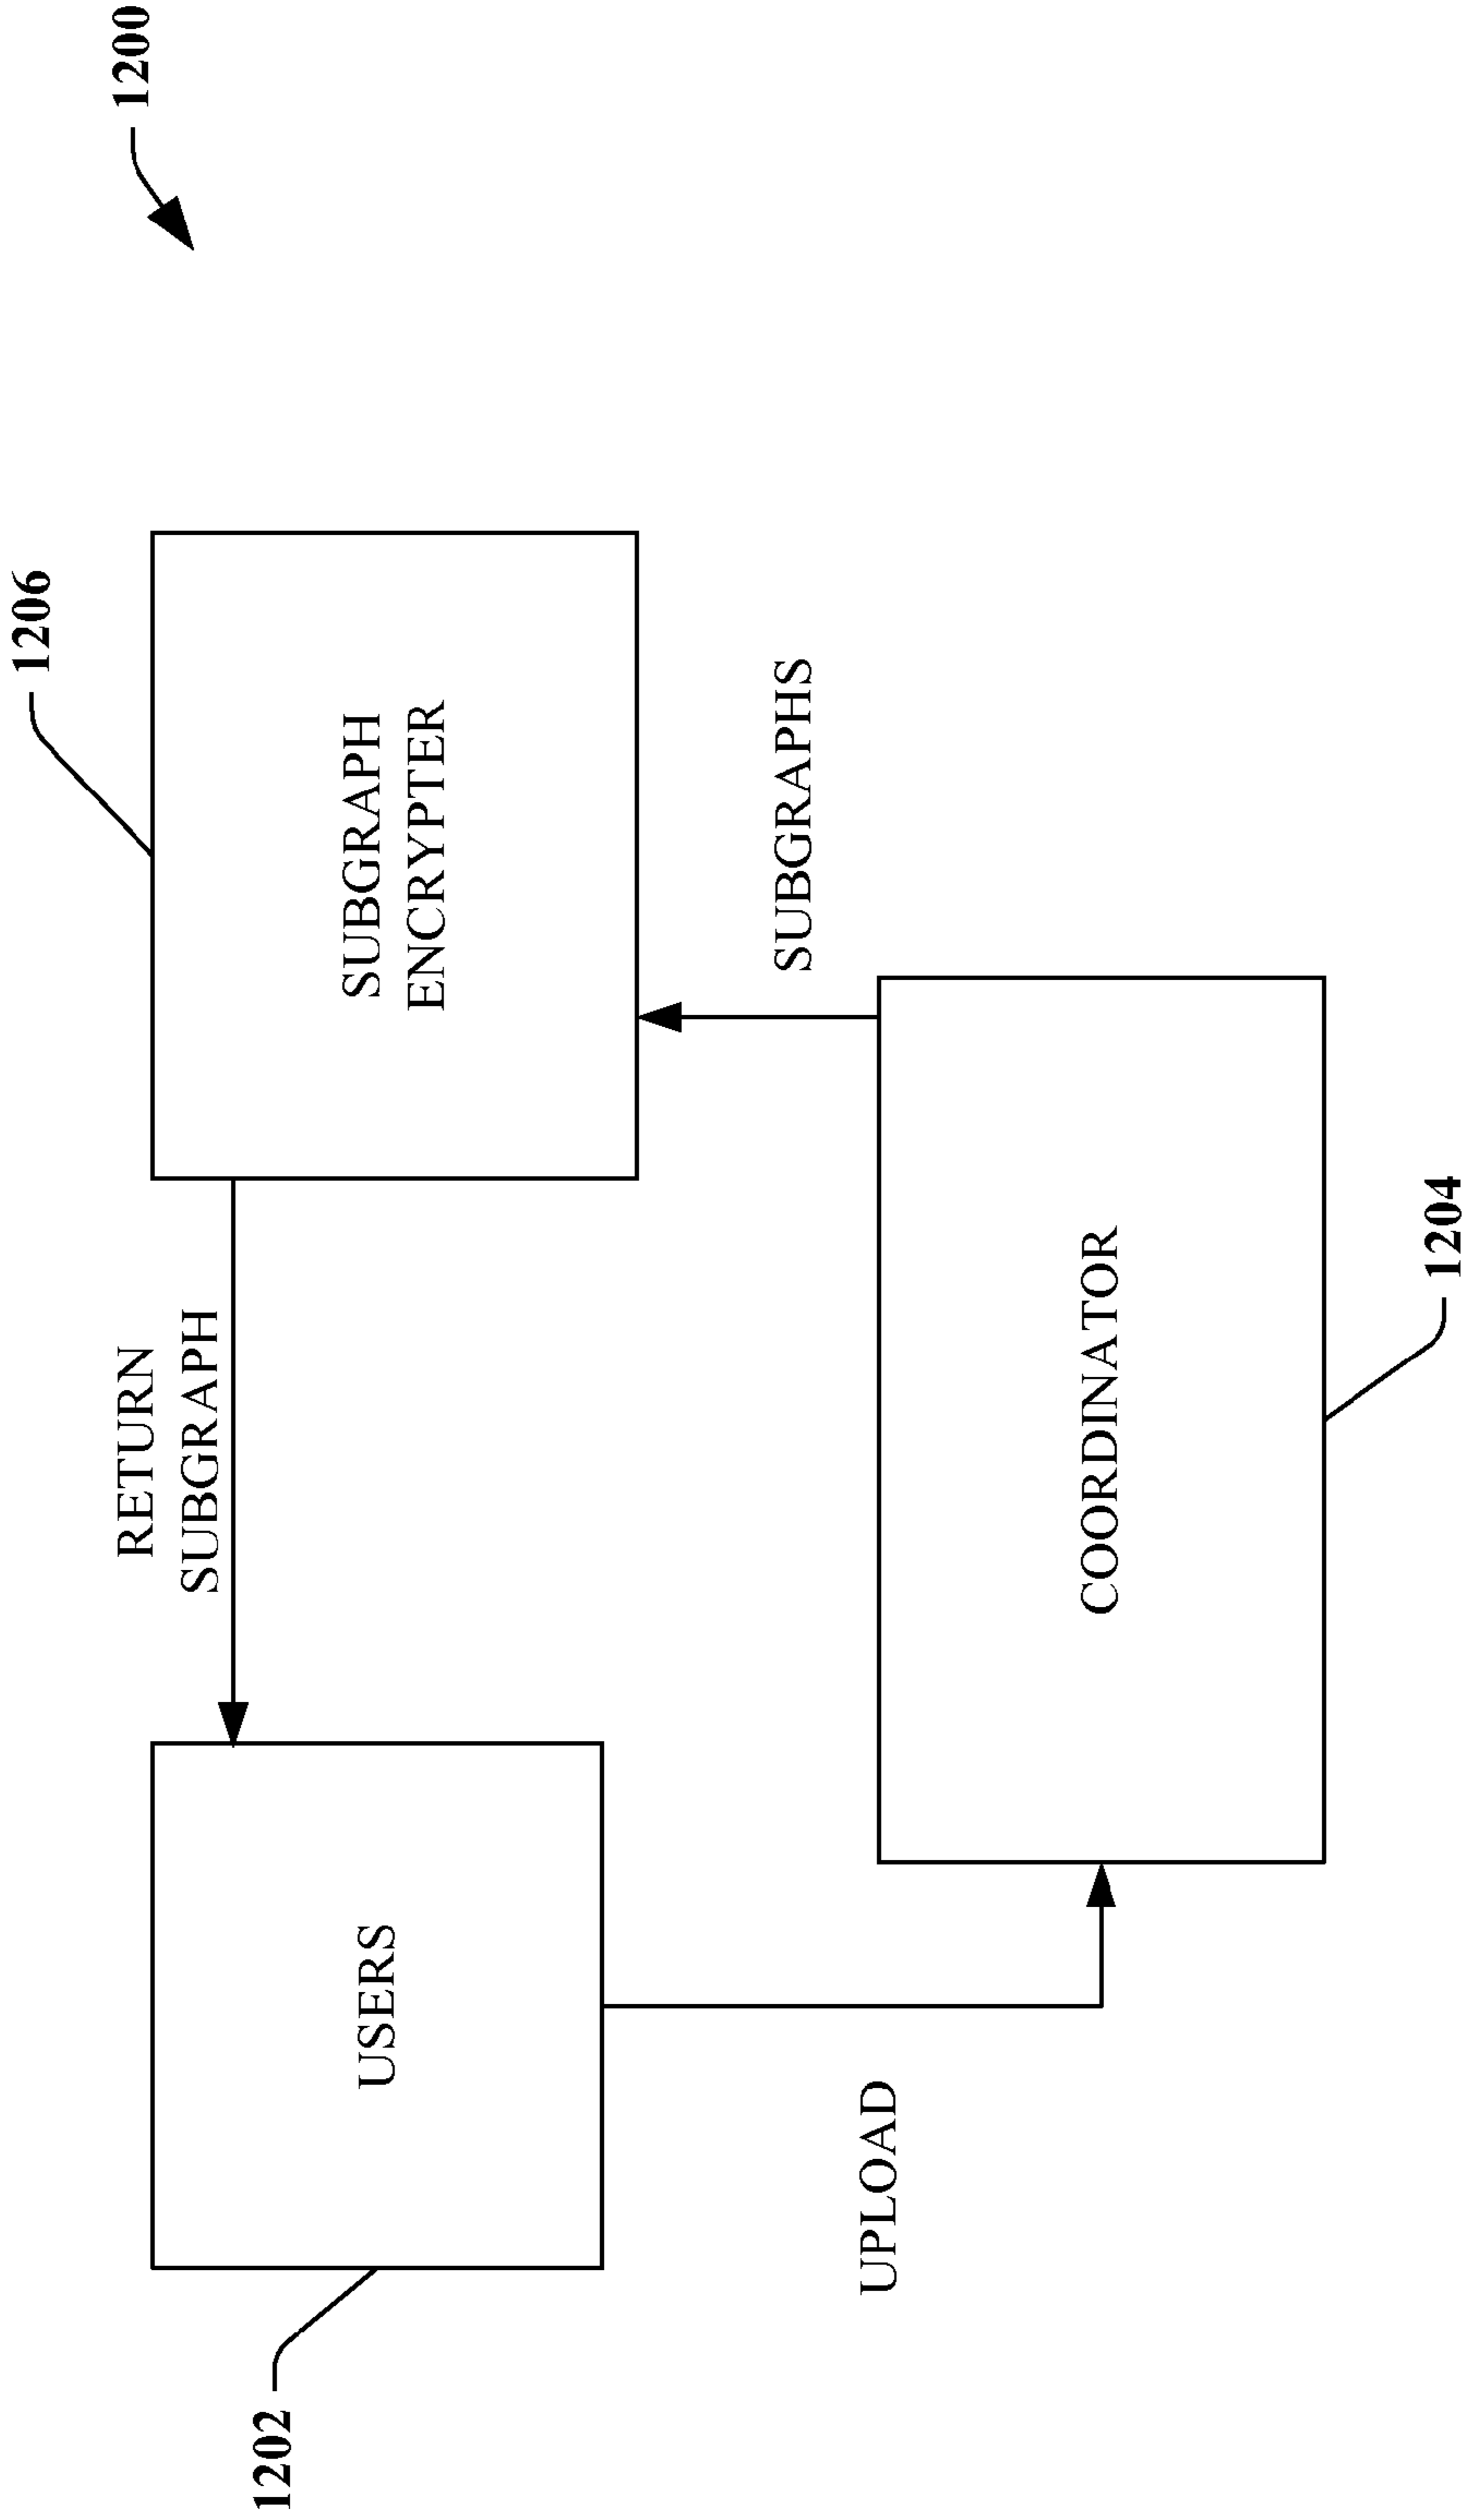 1200
1206
SUBGRAPH
ENCRYPTER
RETURN
SUBGRAPH
USERS
1202
SUBGRAPHS
COORDINATOR
UPLOAD
1204